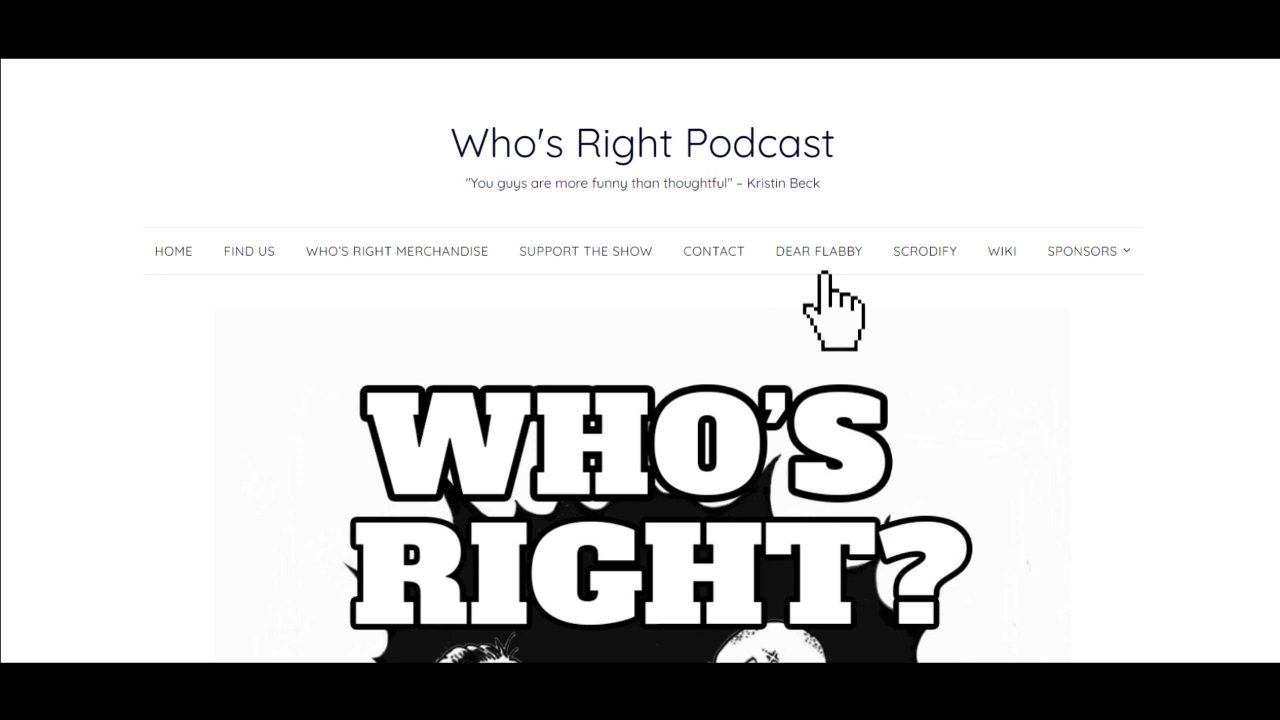 Who's Right Podcast
"You guys are more funny than thoughtful" – Kristin Beck
HOME FIND US WHO'S RIGHT MERCHANDISE SUPPORT THE SHOW CONTACT DEAR FLABBY SCRODIFY WIKI SPONSORS
WHO'S
RIGHT?